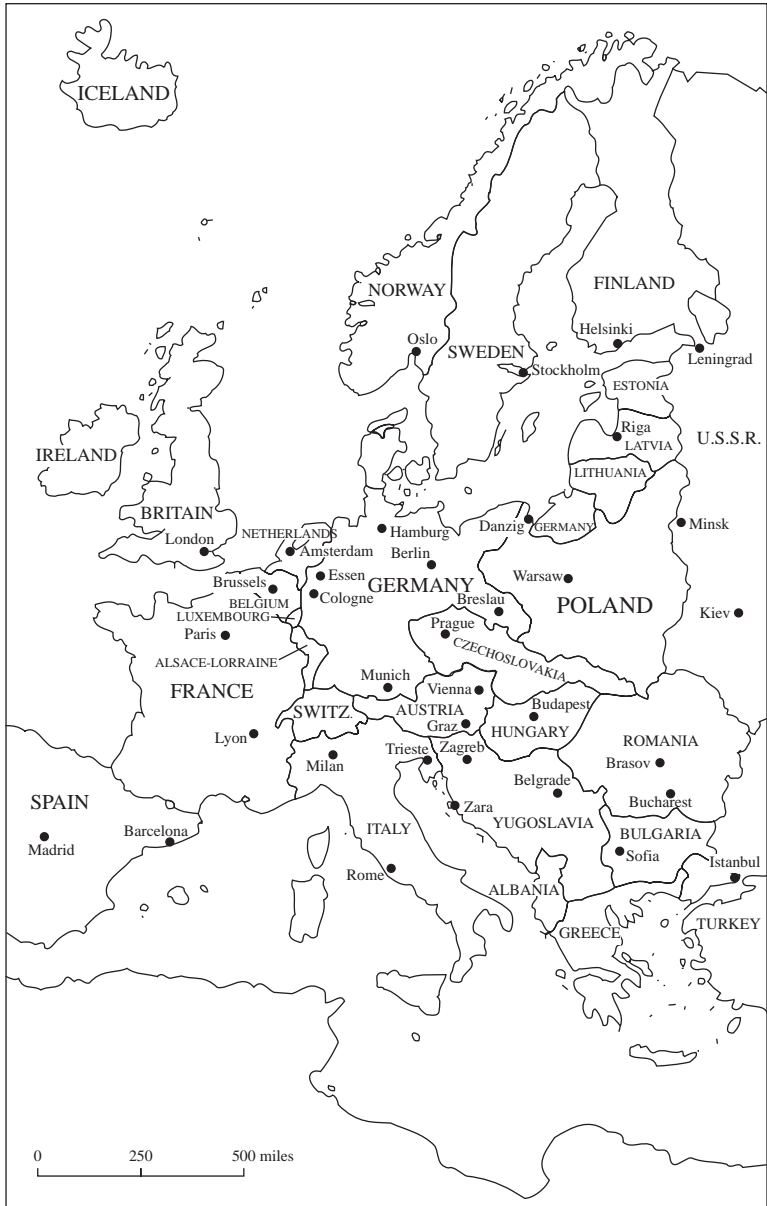 ICELAND
NORWAY
FINLAND
Oslo
Helsinki
SWEDEN
Leningrad
Stockholm
ESTONIA
Riga
LATVIA
U.S.S.R.
IRELAND
LITHUANIA
BRITAIN
NETHERLANDS
Hamburg
Danzig
GERMANY
Minsk
London
Amsterdam
Berlin
Brussels
Essen
GERMANY
Warsaw
BELGIUM
Cologne
Breslau
POLAND
LUXEMBOURG
Kiev
Paris
Prague
CZECHOSLOVAKIA
ALSACE-LORRAINE
FRANCE
Munich
Vienna
SWITZ.
AUSTRIA
Budapest
Graz
HUNGARY
Lyon
Milan
Trieste
Zagreb
ROMANIA
Brasov
Belgrade
SPAIN
Zara
Bucharest
Barcelona
ITALY
YUGOSLAVIA
BULGARIA
Madrid
Sofia
Rome
Istanbul
ALBANIA
GREECE
TURKEY
0 250 500 miles